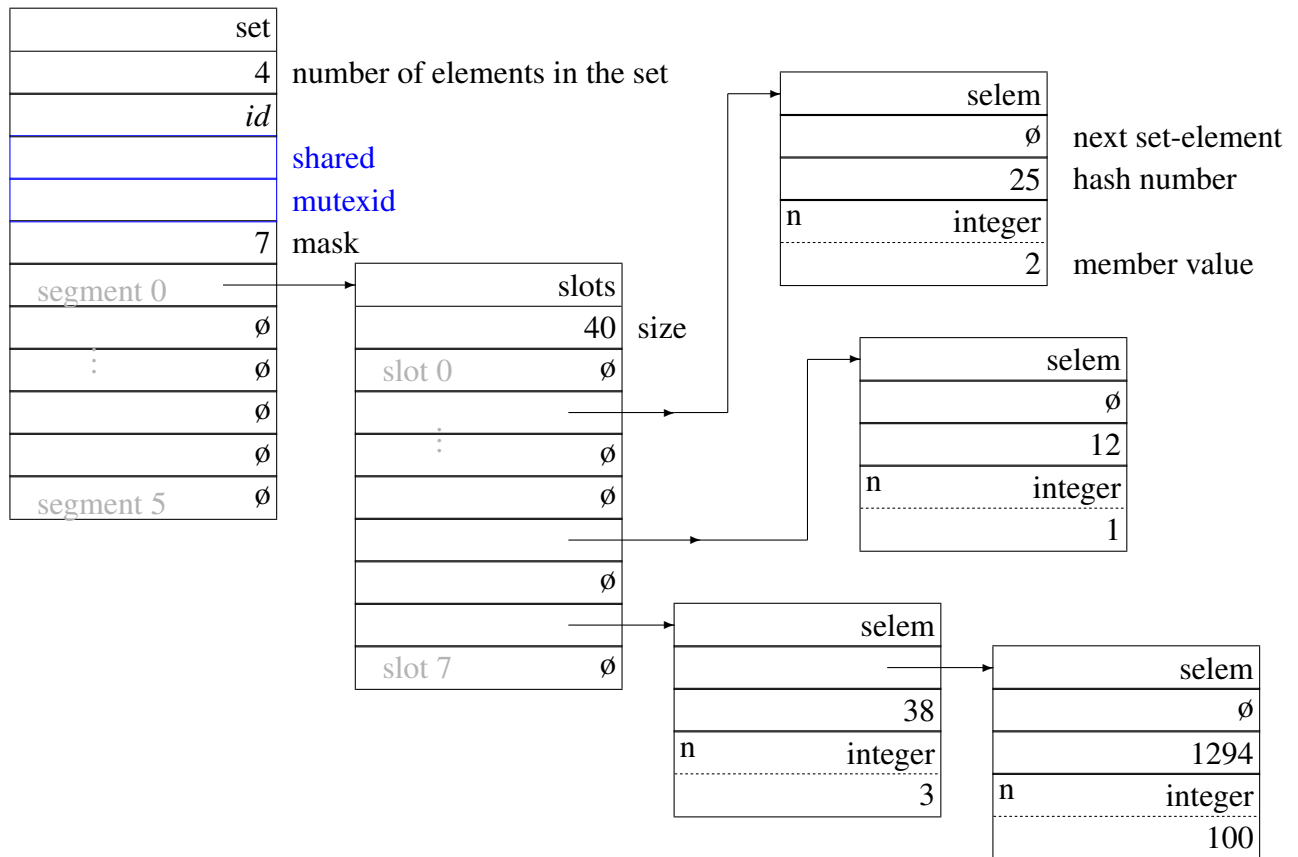 set
4 number of elements in the set
id
shared
mutexid
7 mask
segment 0
ø
⋮ ø
ø
ø
segment 5 ø
slots
40 size
slot 0 ø
⋮ ø
ø
ø
slot 7 ø
selem
ø next set-element
25 hash number
n integer
2 member value
selem
ø
12
n integer
1
selem
38
n integer
3
selem
ø
1294
n integer
100